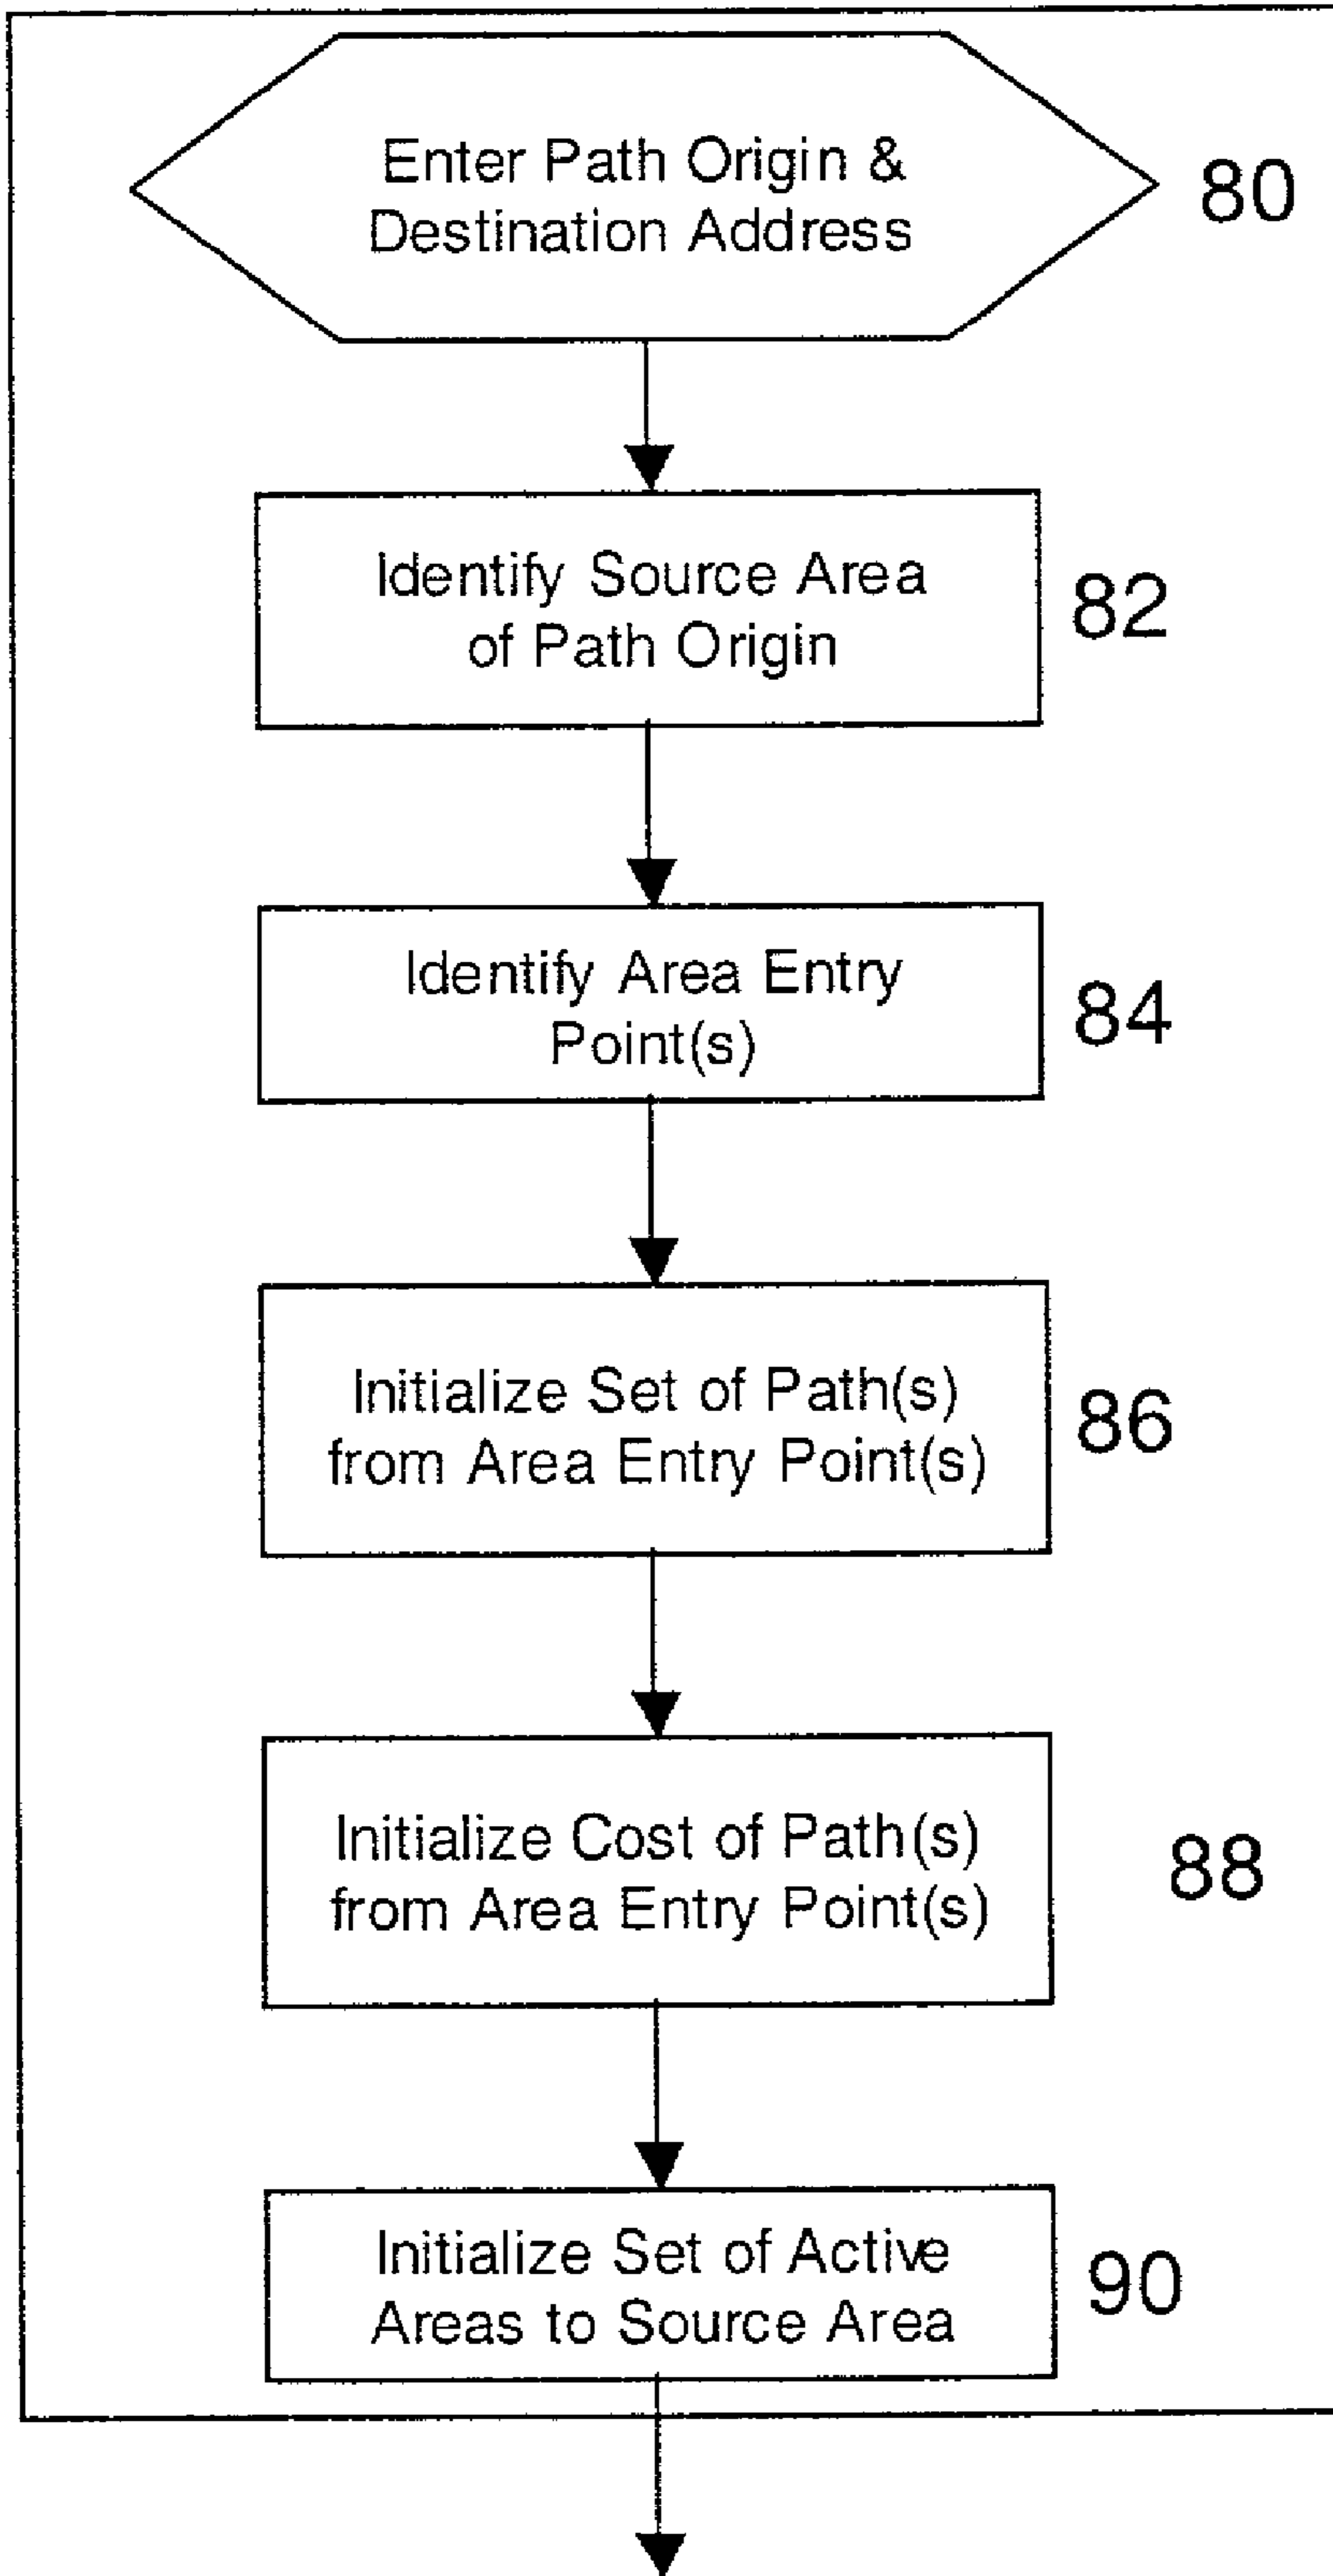 Enter Path Origin &
Destination Address
80
Identify Source Area
of Path Origin
82
Identify Area Entry
Point(s)
84
Initialize Set of Path(s)
from Area Entry Point(s)
86
Initialize Cost of Path(s)
from Area Entry Point(s)
88
Initialize Set of Active
Areas to Source Area
90